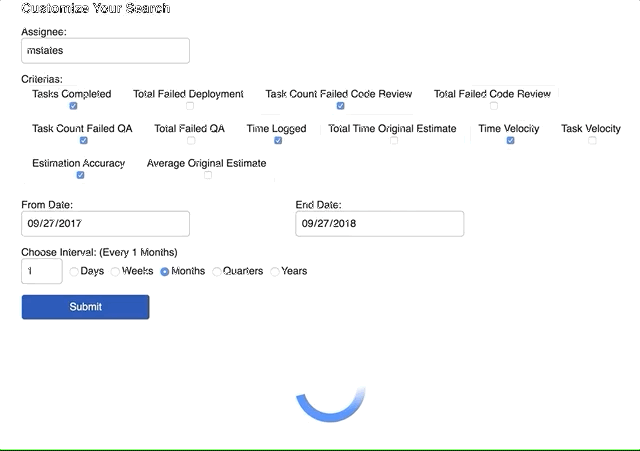 Customize Your Search
Assignee:
mstates
Criterias:
Tasks Completed Total Failed Deployment Task Count Failed Code Review Total Failed Code Review
Task Count Failed QA Total Failed QA Time Logged Total Time Original Estimate Time Velocity Task Velocity
Estimation Accuracy Average Original Estimate
From Date: End Date:
09/27/2017 09/27/2018
Choose Interval: (Every 1 Months)
1 Days Weeks Months Quarters Years
Submit